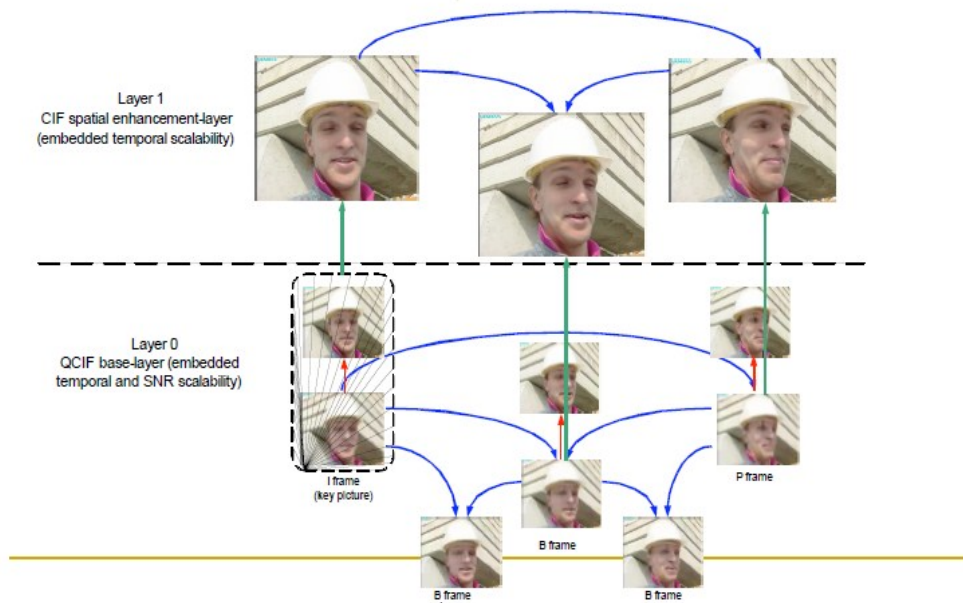 Layer 1
CIF spatial enhancement-layer
(embedded temporal scalability)
Layer 0
QCIF base-layer (embedded
temporal and SNR scalability)
I frame
(key picture)
P frame
B frame
B frame
B frame